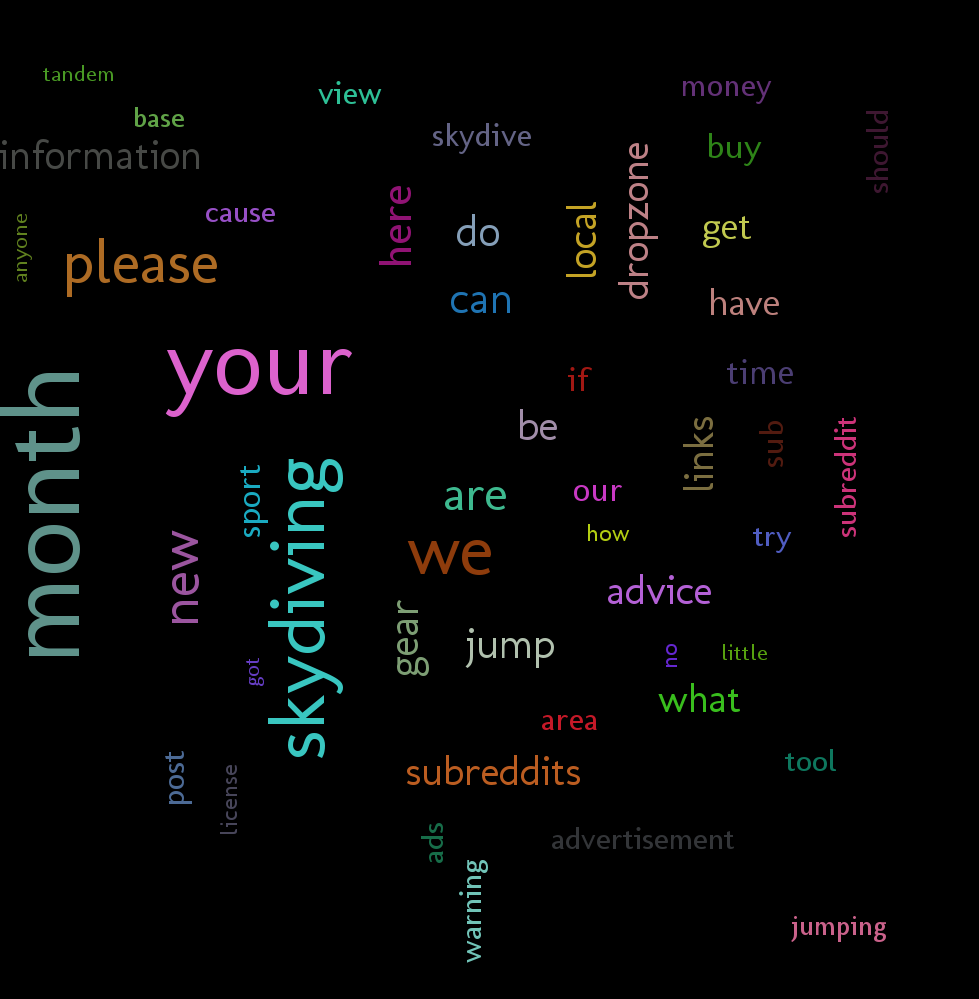 tandem
view
money
base
skydive
buy
should
information
cause
here
do
local
dropzone
get
anyone
please
can
have
your
if
time
month
be
links
sub
subreddit
sport
skydiving
are
our
how
try
new
we
advice
gear
jump
no
little
got
what
area
subreddits
tool
post
license
ads
advertisement
warning
jumping